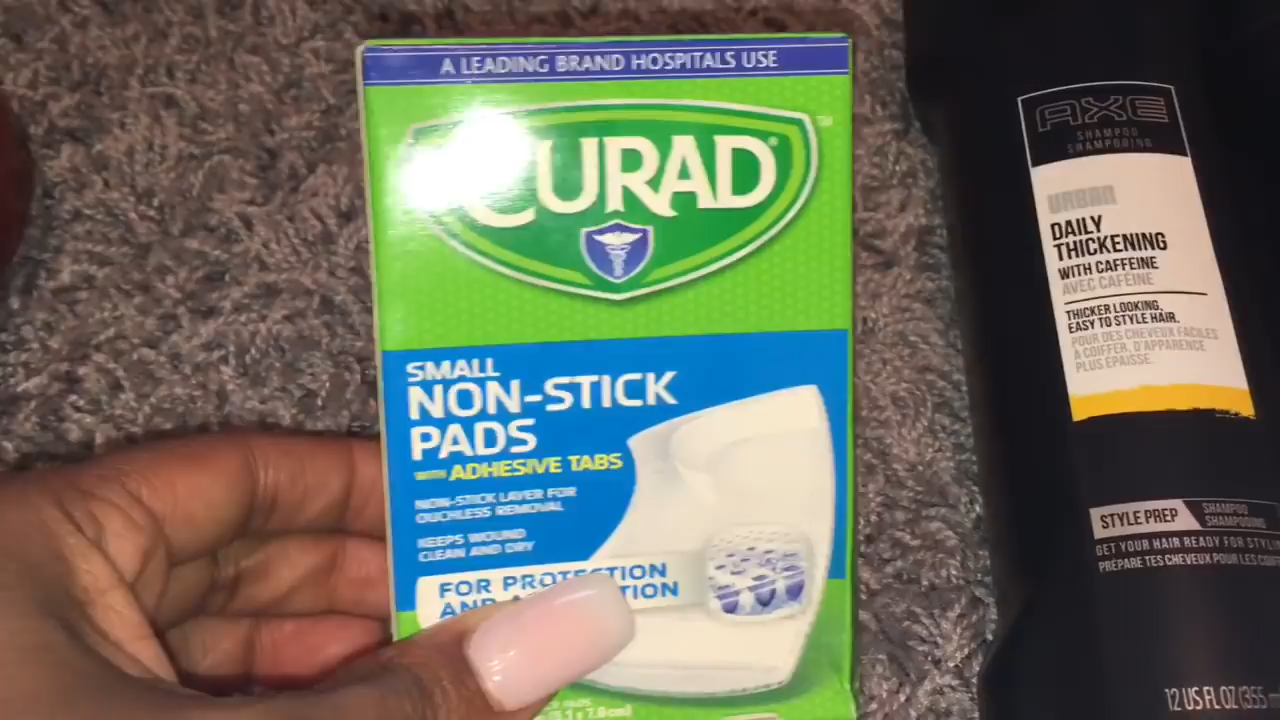 A LEADING BRAND HOSPITALS USE
CURAD®
SMALL
NON-STICK
PADS
WITH ADHESIVE TABS
NON-STICK LAYER FOR
OUCHLESS REMOVAL
KEEPS WOUND
CLEAN AND DRY
FOR PROTECTION
AND
AXE
SHAMPOO
SHAMPOOING
URBAN
DAILY
THICKENING
WITH CAFFEINE
AVEC CAFÉINE
THICKER LOOKING,
EASY TO STYLE HAIR.
POUR DES CHEVEUX FACILES
À COIFFER, D'APPARENCE
PLUS ÉPAISSE.
STYLE PREP
SHAMPOO
SHAMPOOING
GET YOUR HAIR READY FOR
PRÉPARE TES CHEVEUX POUR LES
12 US FL OZ (355